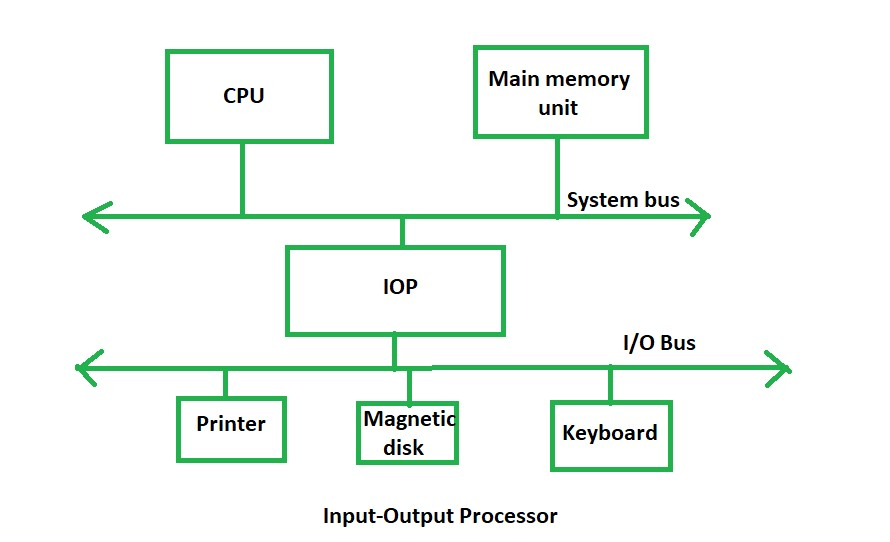 CPU
Main memory
unit
System bus
IOP
I/O Bus
Printer
Magnetic
disk
Keyboard
Input-Output Processor